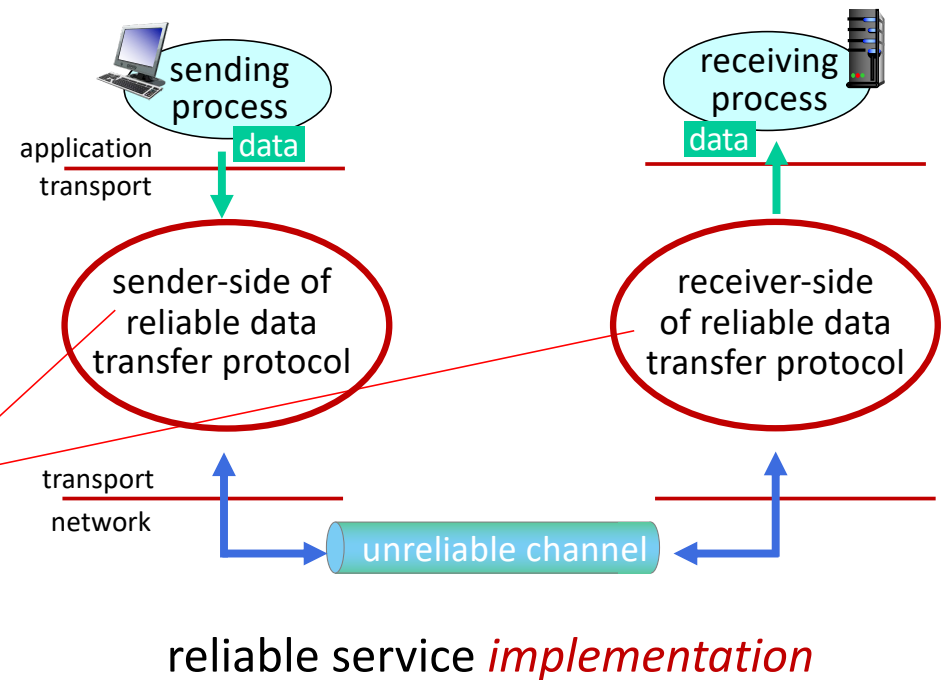 sending
process
data
application
transport
receiving
process
data
sender-side of
reliable data
transfer protocol
receiver-side
of reliable data
transfer protocol
transport
network
unreliable channel
reliable service implementation